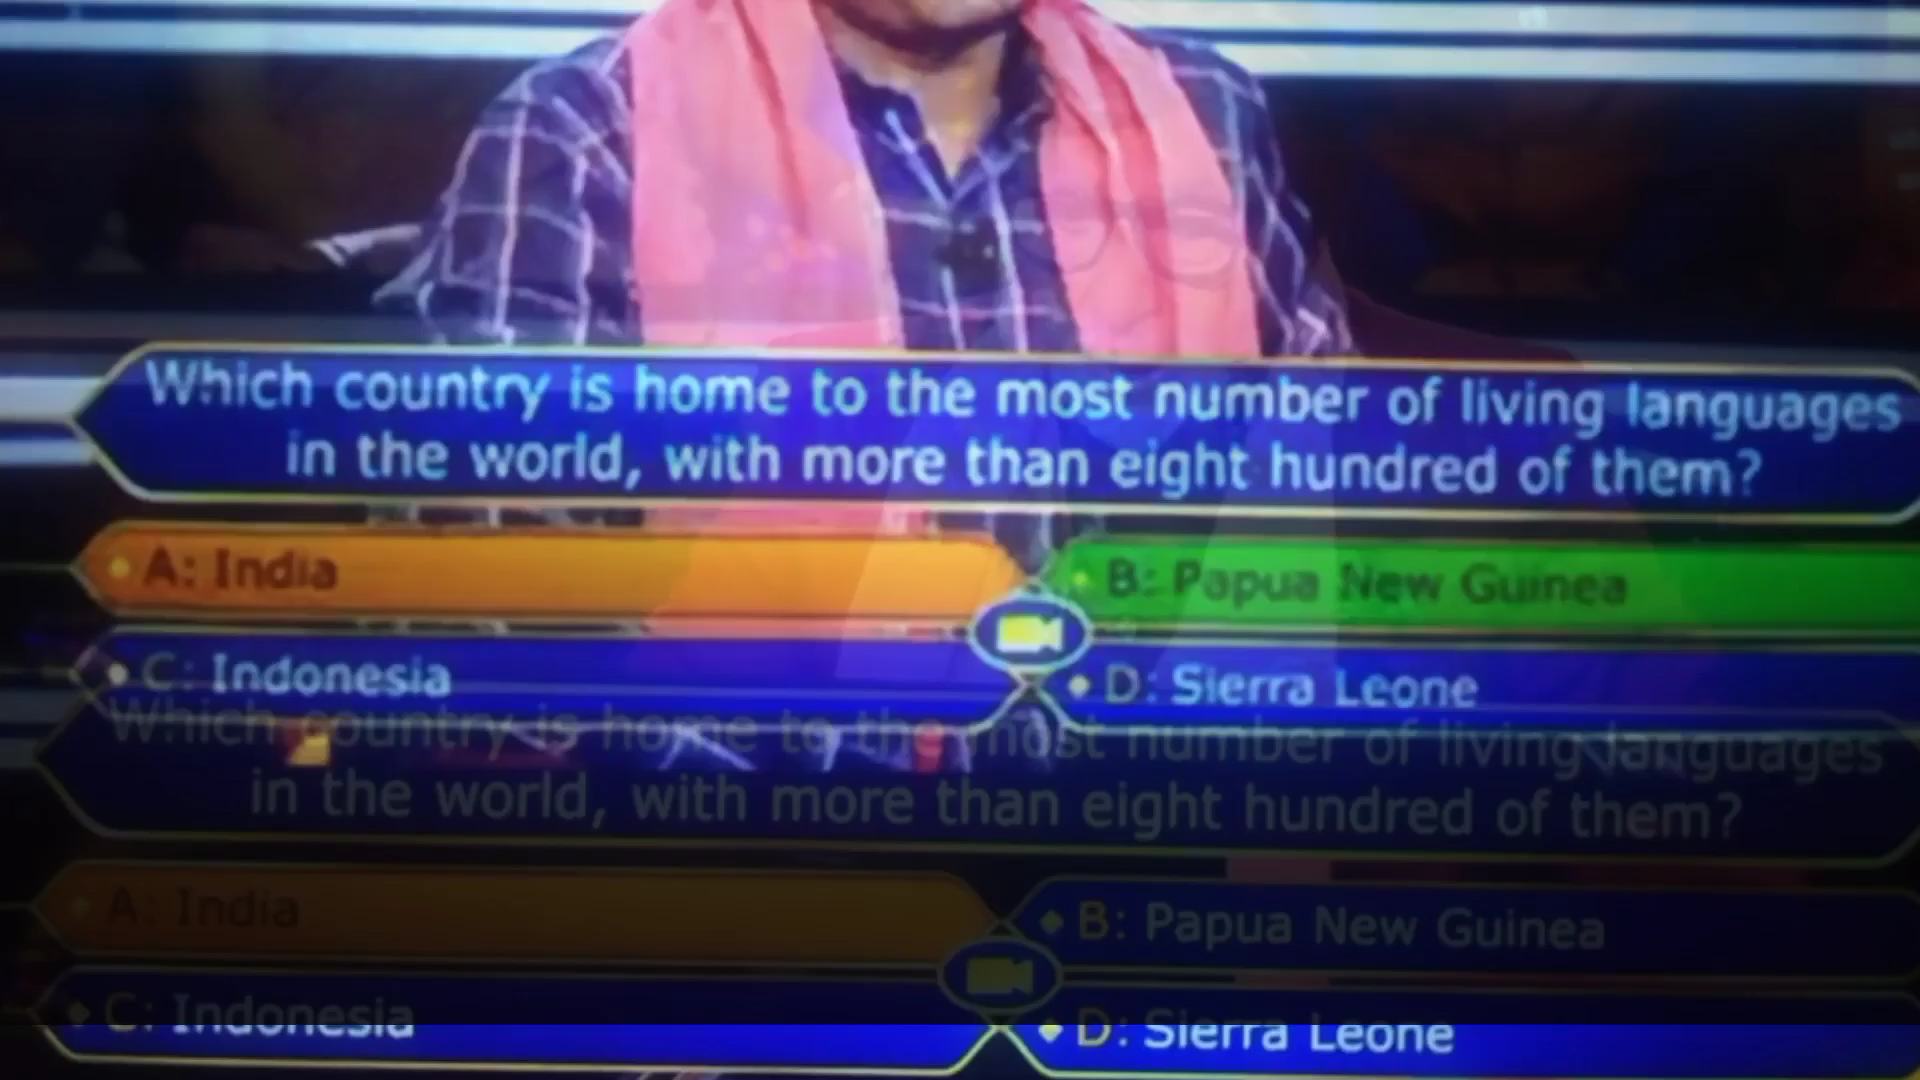 Which country is home to the most number of living languages
in the world, with more than eight hundred of them?
A: India
B: Papua New Guinea
C: Indonesia
D: Sierra Leone
Which country is home to the most number of living languages
in the world, with more than eight hundred of them?
A: India
B: Papua New Guinea
C: Indonesia
D: Sierra Leone